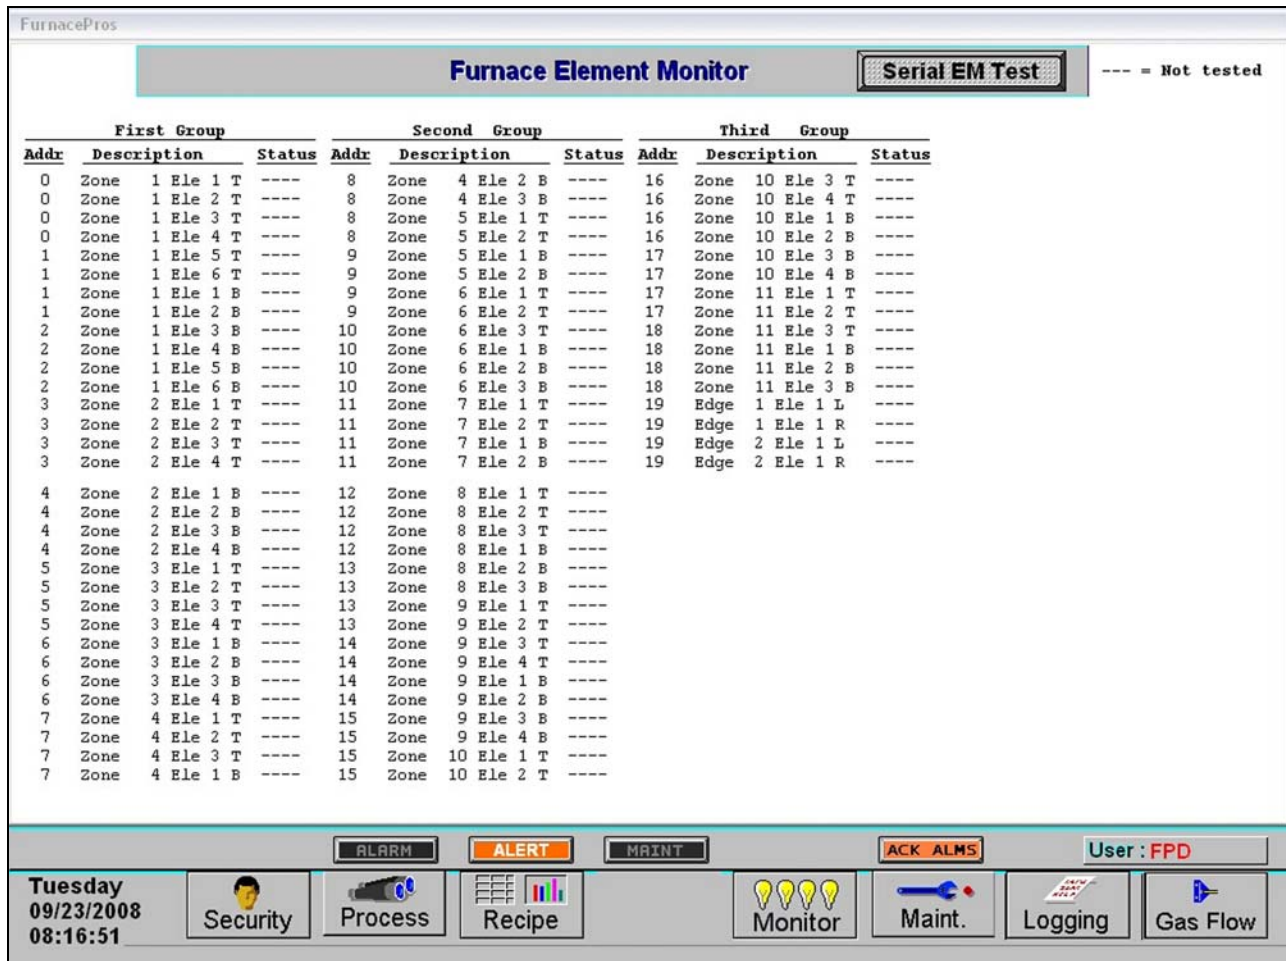 FurnacePros
Furnace Element Monitor Serial EM Test --- = Not tested
First Group Second Group Third Group
Addr Description Status Addr Description Status Addr Description Status
0 Zone 1 Ele 1 T ---- 8 Zone 4 Ele 2 B ---- 16 Zone 10 Ele 3 T ----
0 Zone 1 Ele 2 T ---- 8 Zone 4 Ele 3 B ---- 16 Zone 10 Ele 4 T ----
0 Zone 1 Ele 3 T ---- 8 Zone 5 Ele 1 T ---- 16 Zone 10 Ele 1 B ----
0 Zone 1 Ele 4 T ---- 8 Zone 5 Ele 2 T ---- 16 Zone 10 Ele 2 B ----
1 Zone 1 Ele 5 T ---- 9 Zone 5 Ele 1 B ---- 17 Zone 10 Ele 3 B ----
1 Zone 1 Ele 6 T ---- 9 Zone 5 Ele 2 B ---- 17 Zone 10 Ele 4 B ----
1 Zone 1 Ele 1 B ---- 9 Zone 6 Ele 1 T ---- 17 Zone 11 Ele 1 T ----
1 Zone 1 Ele 2 B ---- 9 Zone 6 Ele 2 T ---- 17 Zone 11 Ele 2 T ----
2 Zone 1 Ele 3 B ---- 10 Zone 6 Ele 3 T ---- 18 Zone 11 Ele 3 T ----
2 Zone 1 Ele 4 B ---- 10 Zone 6 Ele 1 B ---- 18 Zone 11 Ele 1 B ----
2 Zone 1 Ele 5 B ---- 10 Zone 6 Ele 2 B ---- 18 Zone 11 Ele 2 B ----
2 Zone 1 Ele 6 B ---- 10 Zone 6 Ele 3 B ---- 18 Zone 11 Ele 3 B ----
3 Zone 2 Ele 1 T ---- 11 Zone 7 Ele 1 T ---- 19 Edge 1 Ele 1 L ----
3 Zone 2 Ele 2 T ---- 11 Zone 7 Ele 2 T ---- 19 Edge 1 Ele 1 R ----
3 Zone 2 Ele 3 T ---- 11 Zone 7 Ele 1 B ---- 19 Edge 2 Ele 1 L ----
3 Zone 2 Ele 4 T ---- 11 Zone 7 Ele 2 B ---- 19 Edge 2 Ele 1 R ----
4 Zone 2 Ele 1 B ---- 12 Zone 8 Ele 1 T ----
4 Zone 2 Ele 2 B ---- 12 Zone 8 Ele 2 T ----
4 Zone 2 Ele 3 B ---- 12 Zone 8 Ele 3 T ----
4 Zone 2 Ele 4 B ---- 12 Zone 8 Ele 1 B ----
5 Zone 3 Ele 1 T ---- 13 Zone 8 Ele 2 B ----
5 Zone 3 Ele 2 T ---- 13 Zone 8 Ele 3 B ----
5 Zone 3 Ele 3 T ---- 13 Zone 9 Ele 1 T ----
5 Zone 3 Ele 4 T ---- 13 Zone 9 Ele 2 T ----
6 Zone 3 Ele 1 B ---- 14 Zone 9 Ele 3 T ----
6 Zone 3 Ele 2 B ---- 14 Zone 9 Ele 4 T ----
6 Zone 3 Ele 3 B ---- 14 Zone 9 Ele 1 B ----
6 Zone 3 Ele 4 B ---- 14 Zone 9 Ele 2 B ----
7 Zone 4 Ele 1 T ---- 15 Zone 9 Ele 3 B ----
7 Zone 4 Ele 2 T ---- 15 Zone 9 Ele 4 B ----
7 Zone 4 Ele 3 T ---- 15 Zone 10 Ele 1 T ----
7 Zone 4 Ele 1 B ---- 15 Zone 10 Ele 2 T ----
ALARM ALERT MAINT ACK ALMS User : FPD
Tuesday
09/23/2008
08:16:51
Security Process Recipe Monitor Maint. Logging Gas Flow